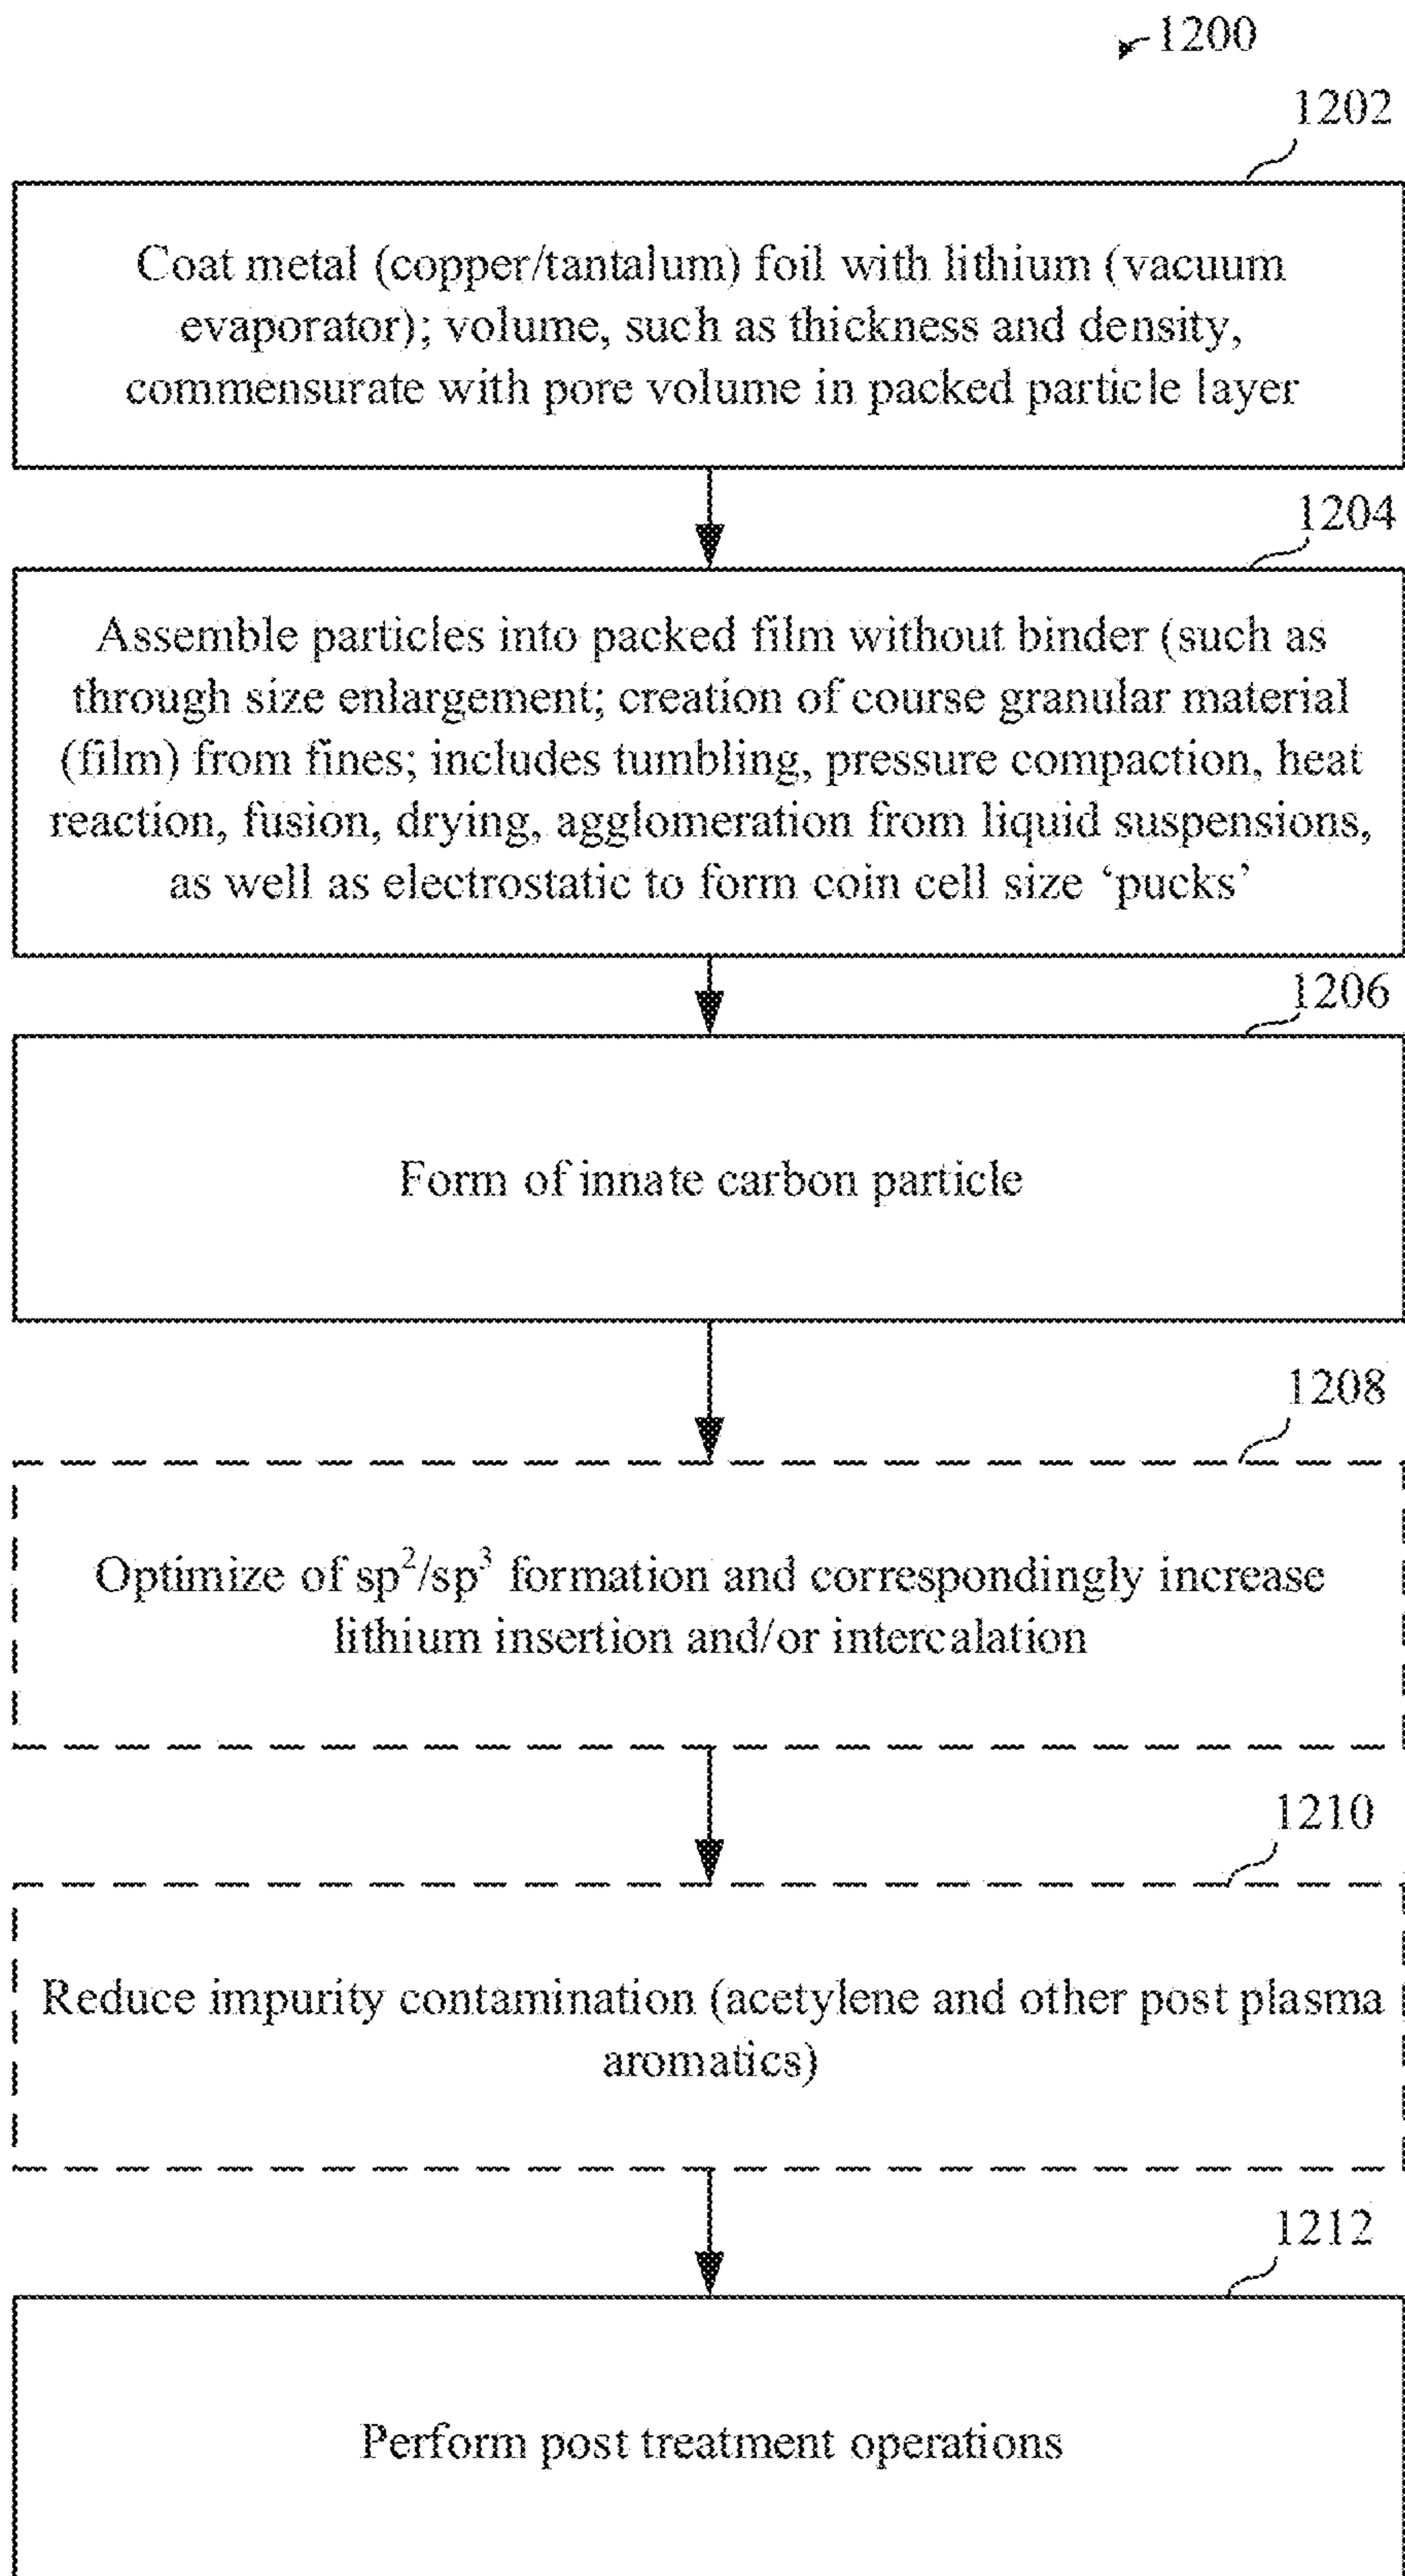 1200
1202
Coat metal (copper/tantalum) foil with lithium (vacuum
evaporator); volume, such as thickness and density,
commensurate with pore volume in packed particle layer
1204
Assemble particles into packed film without binder (such as
through size enlargement; creation of course granular material
(film) from fines; includes tumbling, pressure compaction, heat
reaction, fusion, drying, agglomeration from liquid suspensions,
as well as electrostatic to form coin cell size ‘pucks’
1206
Form of innate carbon particle
1208
Optimize of sp²/sp³ formation and correspondingly increase
lithium insertion and/or intercalation
1210
Reduce impurity contamination (acetylene and other post plasma
aromatics)
1212
Perform post treatment operations